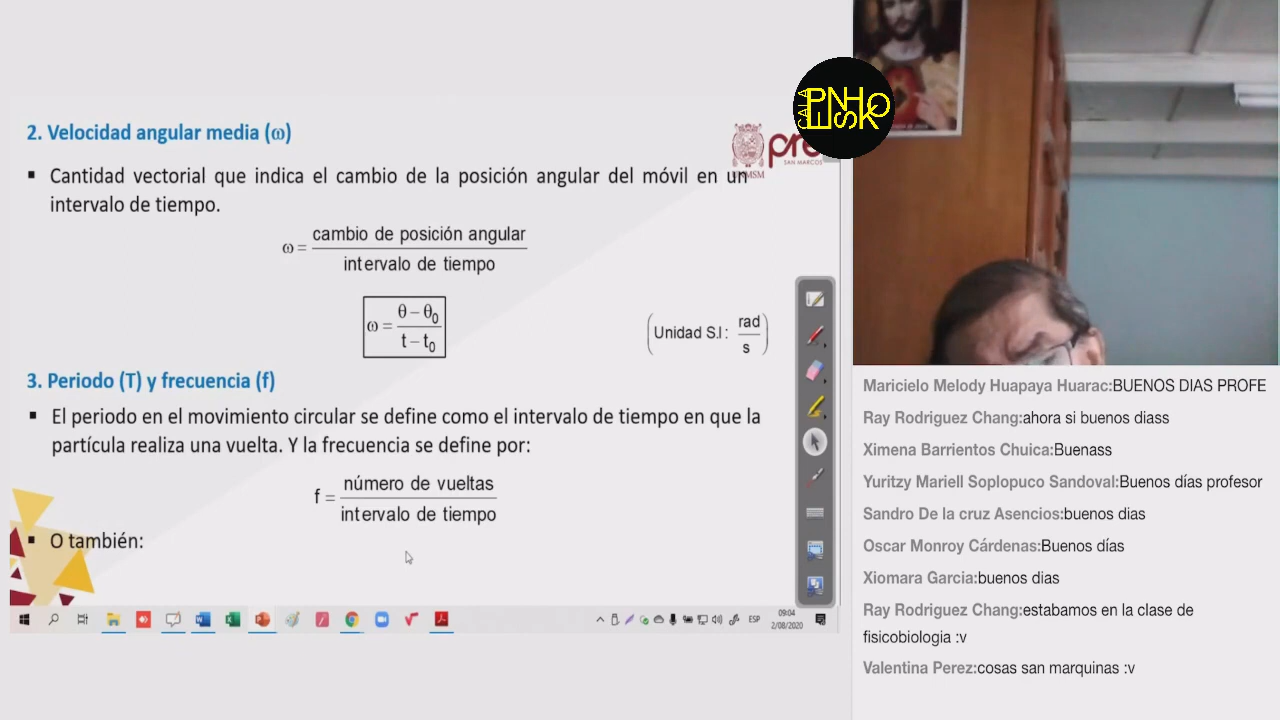 2. Velocidad angular media (ω)
pre
SAN MARCOS
▪ Cantidad vectorial que indica el cambio de la posición angular del móvil en un
intervalo de tiempo.
ω = cambio de posición angular
intervalo de tiempo
ω = θ – θ0
t – t0
(Unidad S.I: rad
s)
3. Periodo (T) y frecuencia (f)
▪ El periodo en el movimiento circular se define como el intervalo de tiempo en que la
partícula realiza una vuelta. Y la frecuencia se define por:
f = número de vueltas
intervalo de tiempo
▪ O también:
ESP
09:04
2/08/2020
Maricielo Melody Huapaya Huarac:BUENOS DIAS PROFE
Ray Rodriguez Chang:ahora si buenos diass
Ximena Barrientos Chuica:Buenass
Yuritzy Mariell Soplopuco Sandoval:Buenos días profesor
Sandro De la cruz Asencios:buenos dias
Oscar Monroy Cárdenas:Buenos días
Xiomara Garcia:buenos dias
Ray Rodriguez Chang:estabamos en la clase de
fisicobiologia :v
Valentina Perez:cosas san marquinas :v